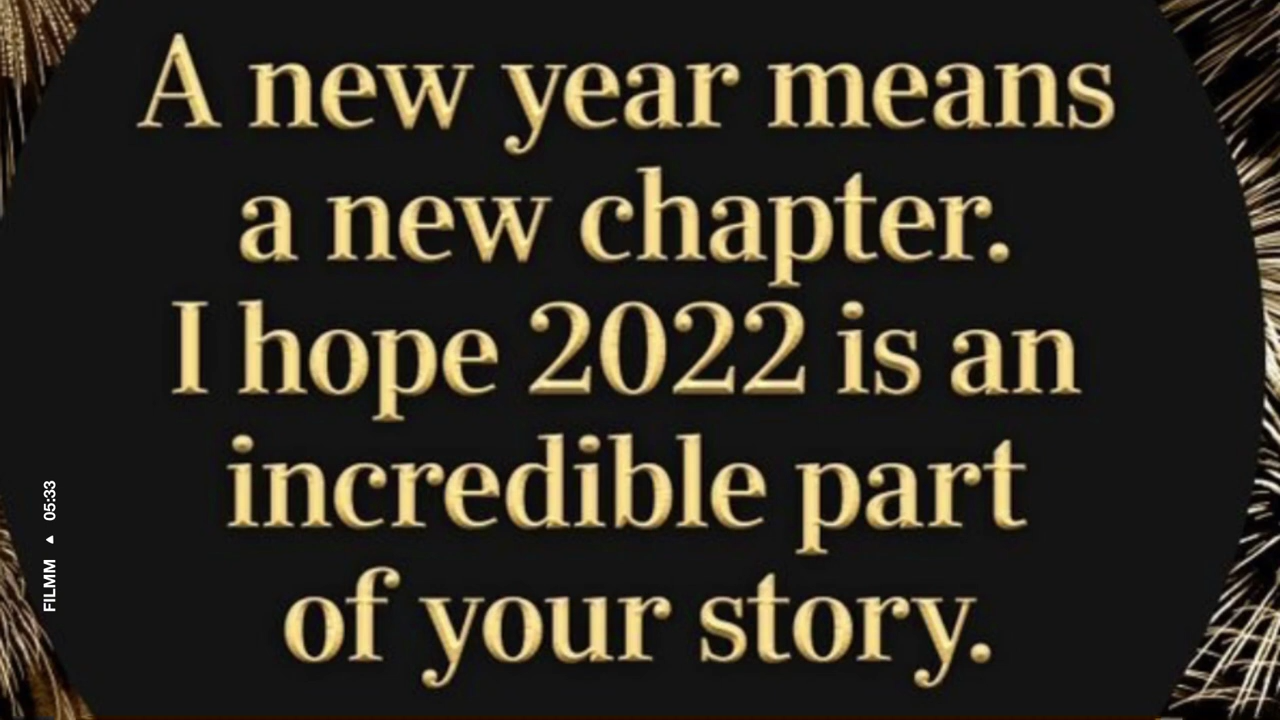 A new year means
a new chapter.
I hope 2022 is an
incredible part
of your story.
FILMM ▲ 05:33